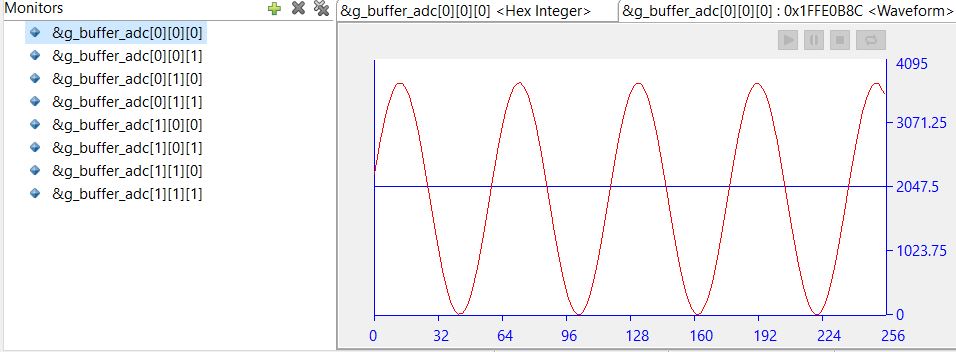 Monitors
&g_buffer_adc[0][0][0]
&g_buffer_adc[0][0][1]
&g_buffer_adc[0][1][0]
&g_buffer_adc[0][1][1]
&g_buffer_adc[1][0][0]
&g_buffer_adc[1][0][1]
&g_buffer_adc[1][1][0]
&g_buffer_adc[1][1][1]
&g_buffer_adc[0][0][0] <Hex Integer>
&g_buffer_adc[0][0][0] : 0x1FFE0B8C <Waveform>
4095
3071.25
2047.5
1023.75
0
0 32 64 96 128 160 192 224 256